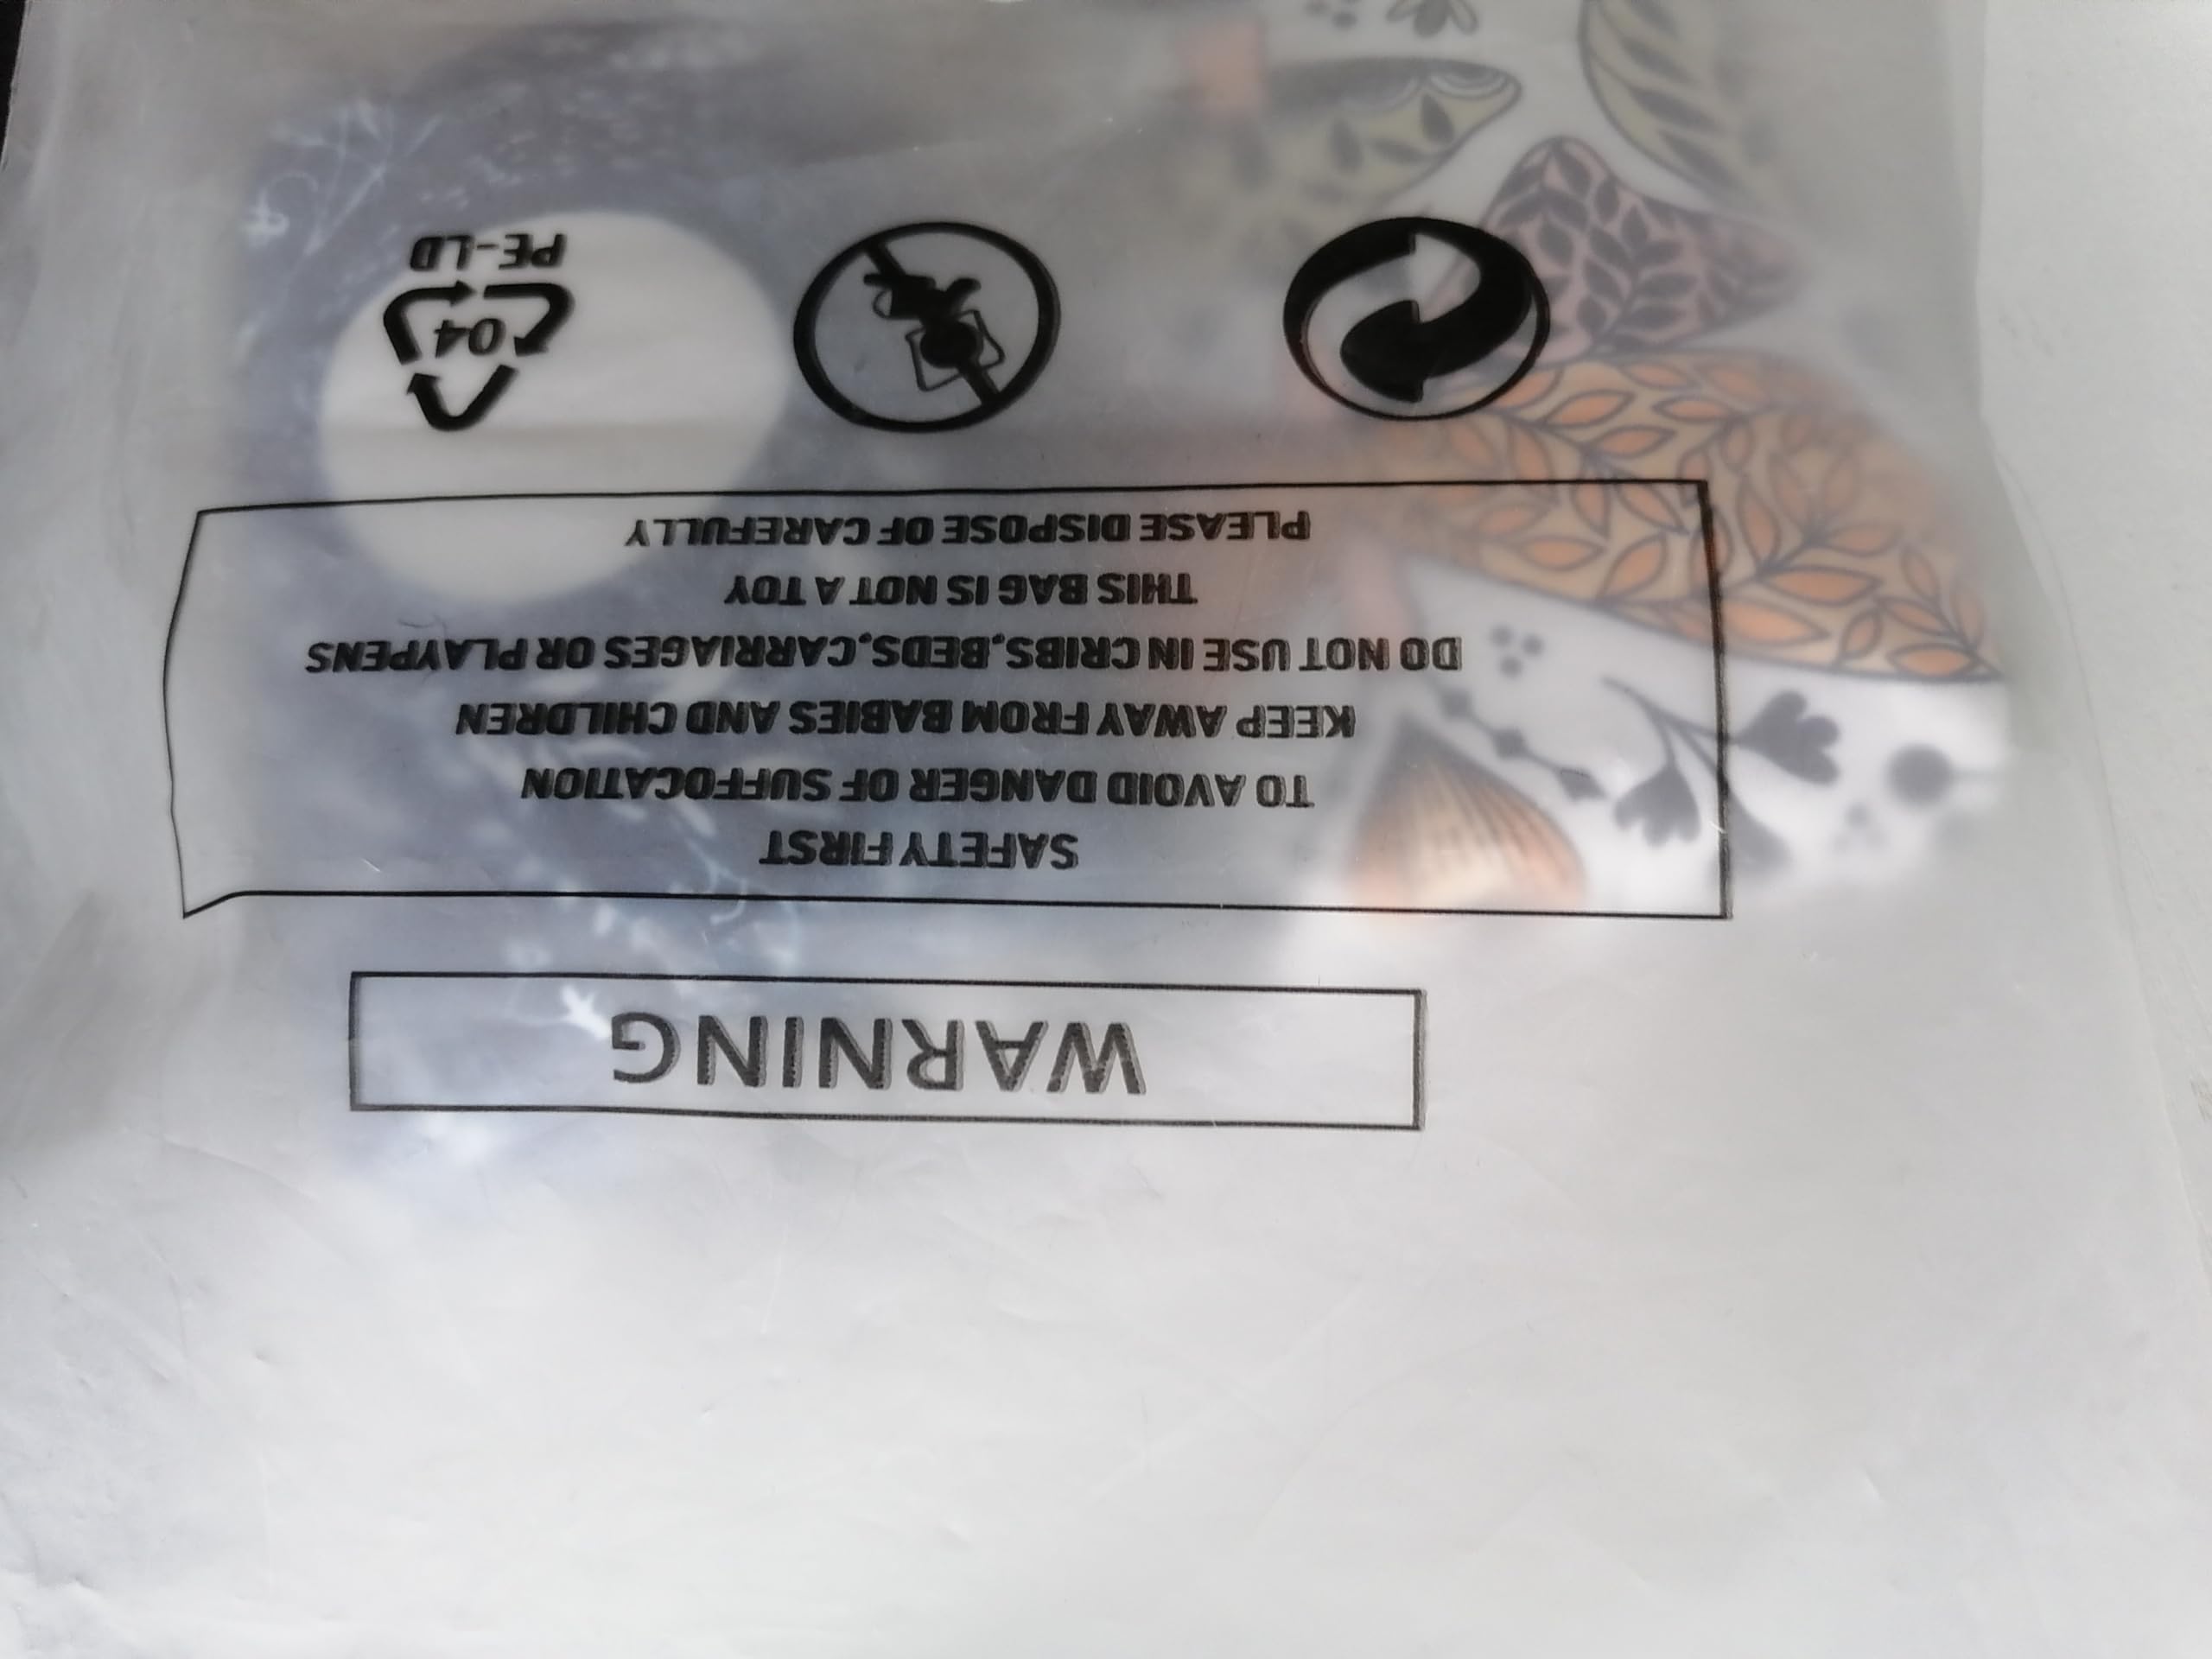 WARNING
SAFETY FIRST
TO AVOID DANGER OF SUFFOCATION
KEEP AWAY FROM BABIES AND CHILDREN
DO NOT USE IN CRIBS.BEDS.CARRIAGES OR PLAYPENS
THIS BAG IS NOT A TOY
PLEASE DISPOSE OF CAREFULLY
04
PE-LD